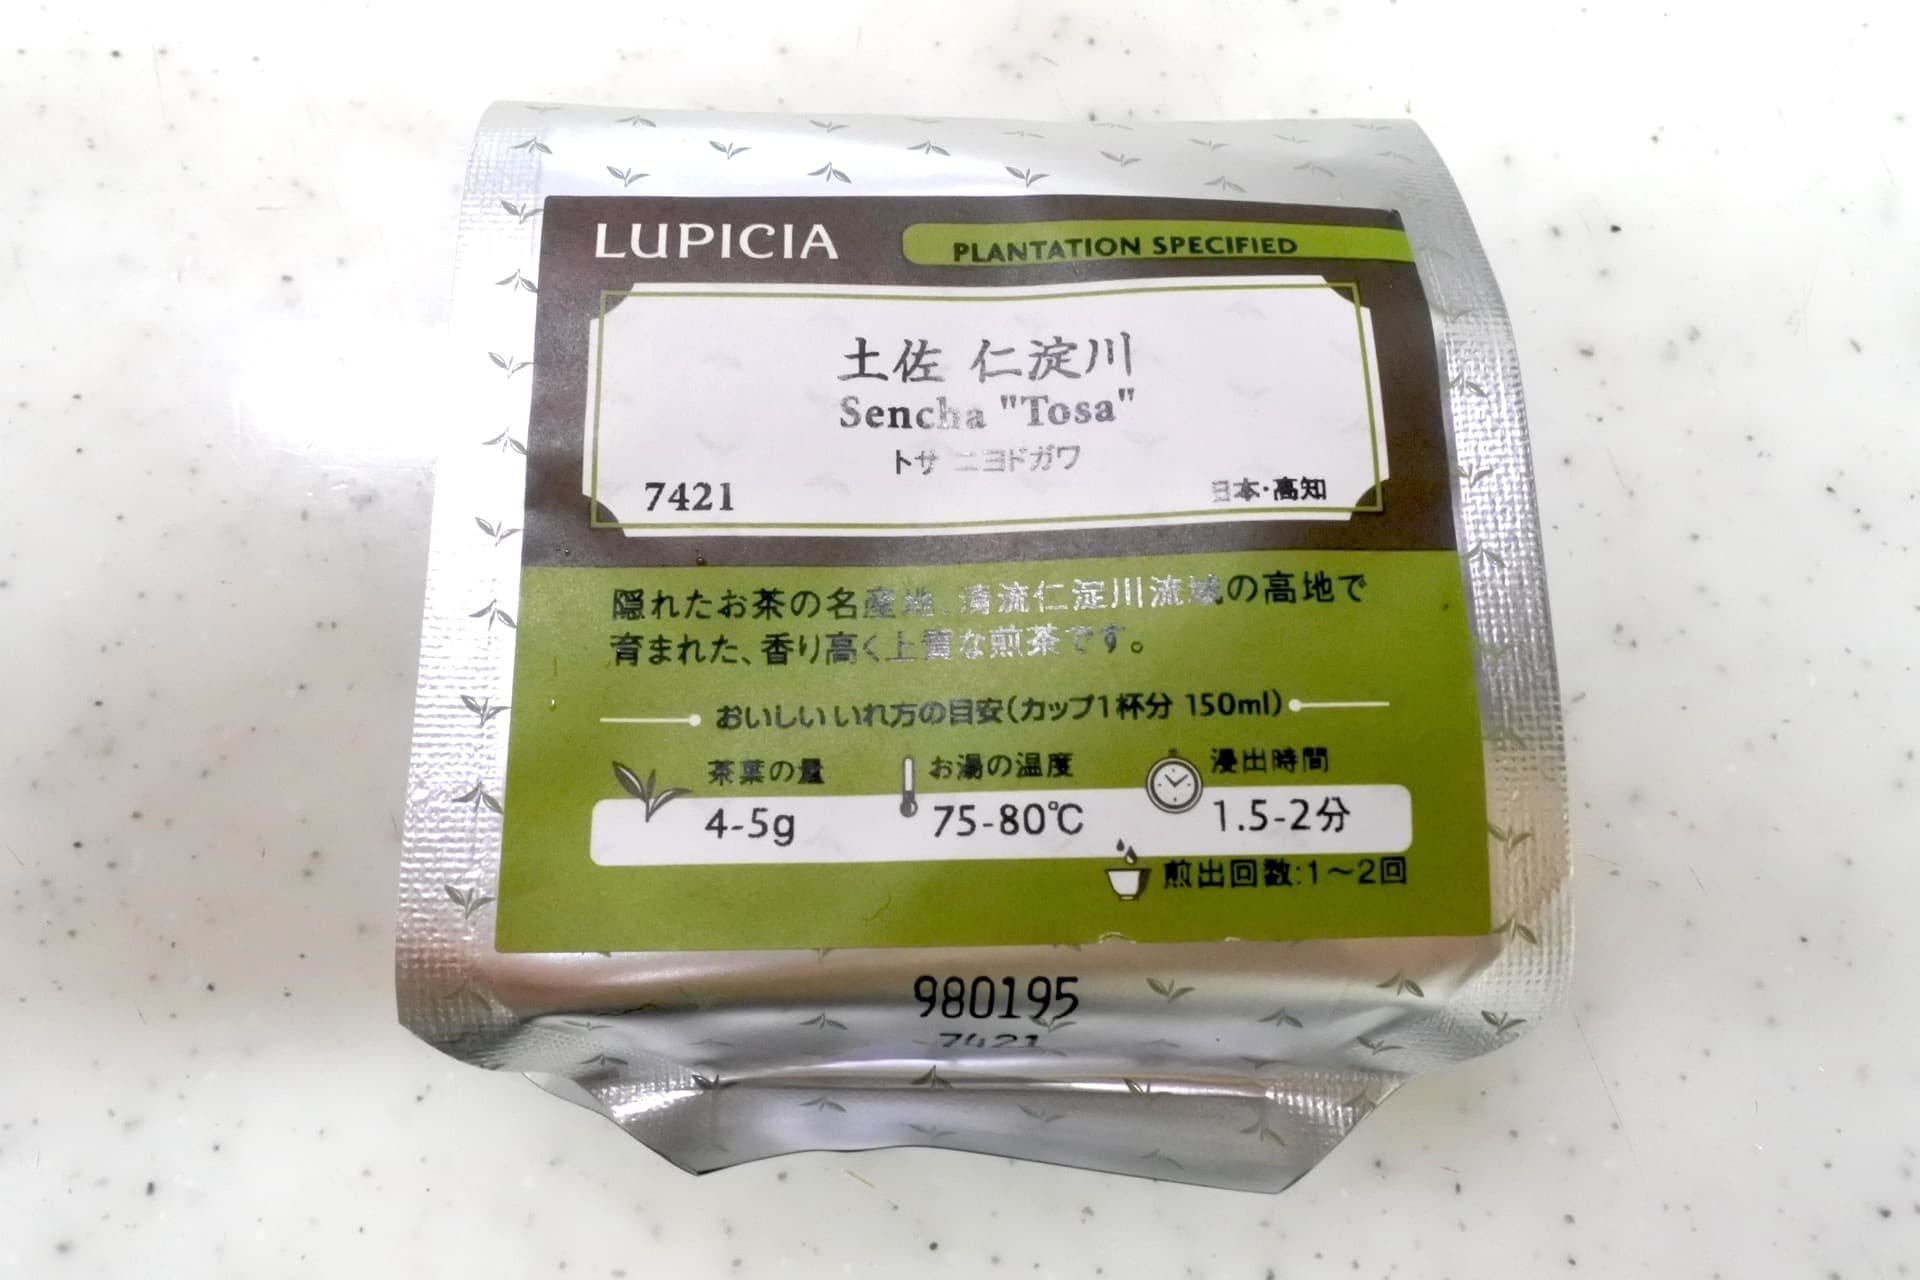 LUPICIA
PLANTATION SPECIFIED
土佐 仁淀川
Sencha "Tosa"
トサ ニヨドガワ
7421
日本・高知
隠れたお茶の名産地、清流仁淀川流域の高地で
育まれた、香り高く上質な煎茶です。
おいしいいれ方の目安(カップ1杯分 150ml)
茶葉の量 お湯の温度 浸出時間
4-5g 75-80℃ 1.5-2分
煎出回数:1〜2回
980195
7421